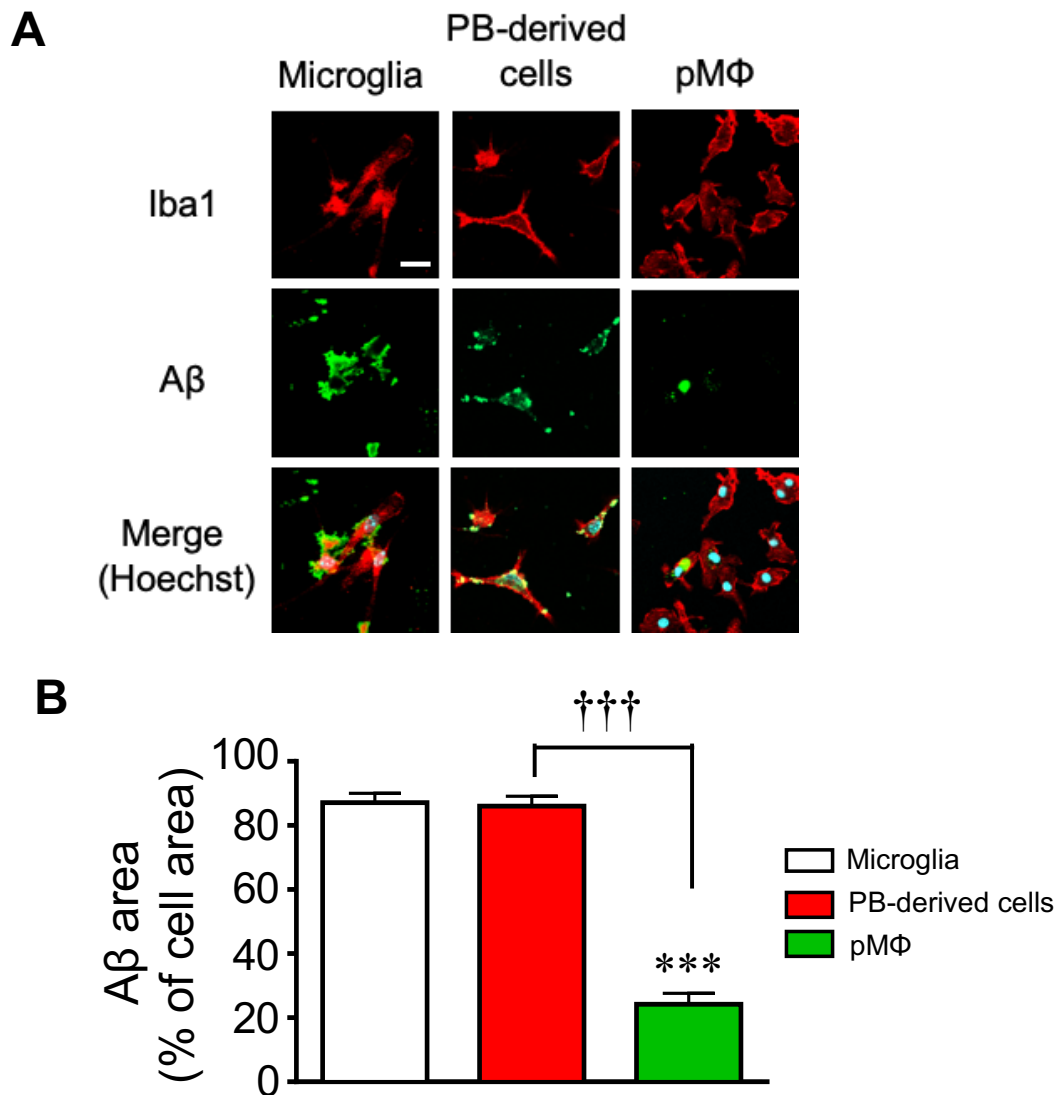 A
Microglia
PB-derived
cells
pMΦ
Iba1
Aβ
Merge
(Hoechst)
B
†††
Aβ area
(% of cell area)
100
80
60
40
20
0
***
Microglia
PB-derived cells
pMΦ